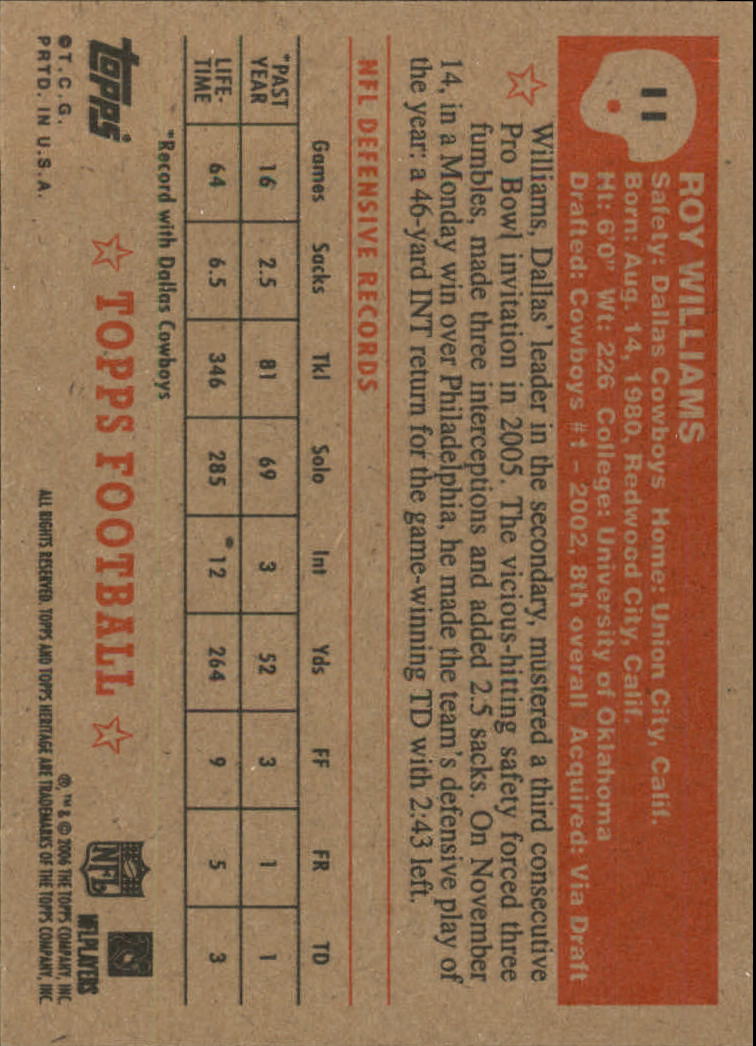 11
ROY WILLIAMS
Safety: Dallas Cowboys Home: Union City, Calif.
Born: Aug. 14, 1980, Redwood City, Calif.
Ht: 6'0" Wt: 226 College: University of Oklahoma
Drafted: Cowboys #1 - 2002, 8th overall Acquired: Via Draft
Williams, Dallas' leader in the secondary, mustered a third consecutive
Pro Bowl invitation in 2005. The vicious-hitting safety forced three
fumbles, made three interceptions and added 2.5 sacks. On November
14, in a Monday win over Philadelphia, he made the team's defensive play of
the year: a 46-yard INT return for the game-winning TD with 2:43 left.
NFL DEFENSIVE RECORDS
Games Sacks Tkl Solo Int Yds FF FR TD
*PAST YEAR 16 2.5 81 69 3 52 3 1 1
LIFE-TIME 64 6.5 346 285 12 264 9 5 3
*Record with Dallas Cowboys
topps®
TOPPS FOOTBALL
NFL
NFLPLAYERS
©T.C.G.
PRTD. IN U.S.A.
®, ™ & © 2006 THE TOPPS COMPANY, INC.
ALL RIGHTS RESERVED. TOPPS AND TOPPS HERITAGE ARE TRADEMARKS OF THE TOPPS COMPANY, INC.